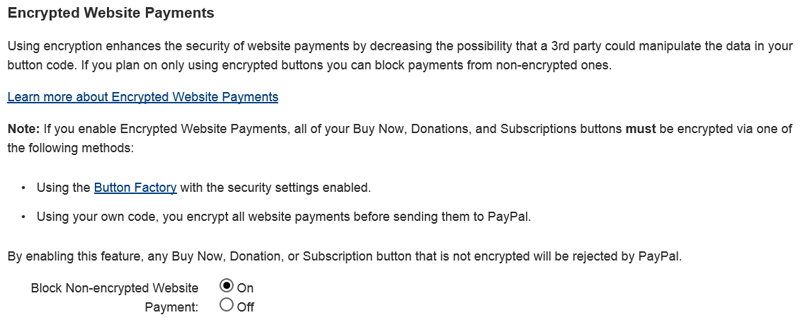 Encrypted Website Payments
Using encryption enhances the security of website payments by decreasing the possibility that a 3rd party could manipulate the data in your
button code. If you plan on only using encrypted buttons you can block payments from non-encrypted ones.
Learn more about Encrypted Website Payments
Note: If you enable Encrypted Website Payments, all of your Buy Now, Donations, and Subscriptions buttons must be encrypted via one of
the following methods:
• Using the Button Factory with the security settings enabled.
• Using your own code, you encrypt all website payments before sending them to PayPal.
By enabling this feature, any Buy Now, Donation, or Subscription button that is not encrypted will be rejected by PayPal.
Block Non-encrypted Website On
Payment: Off